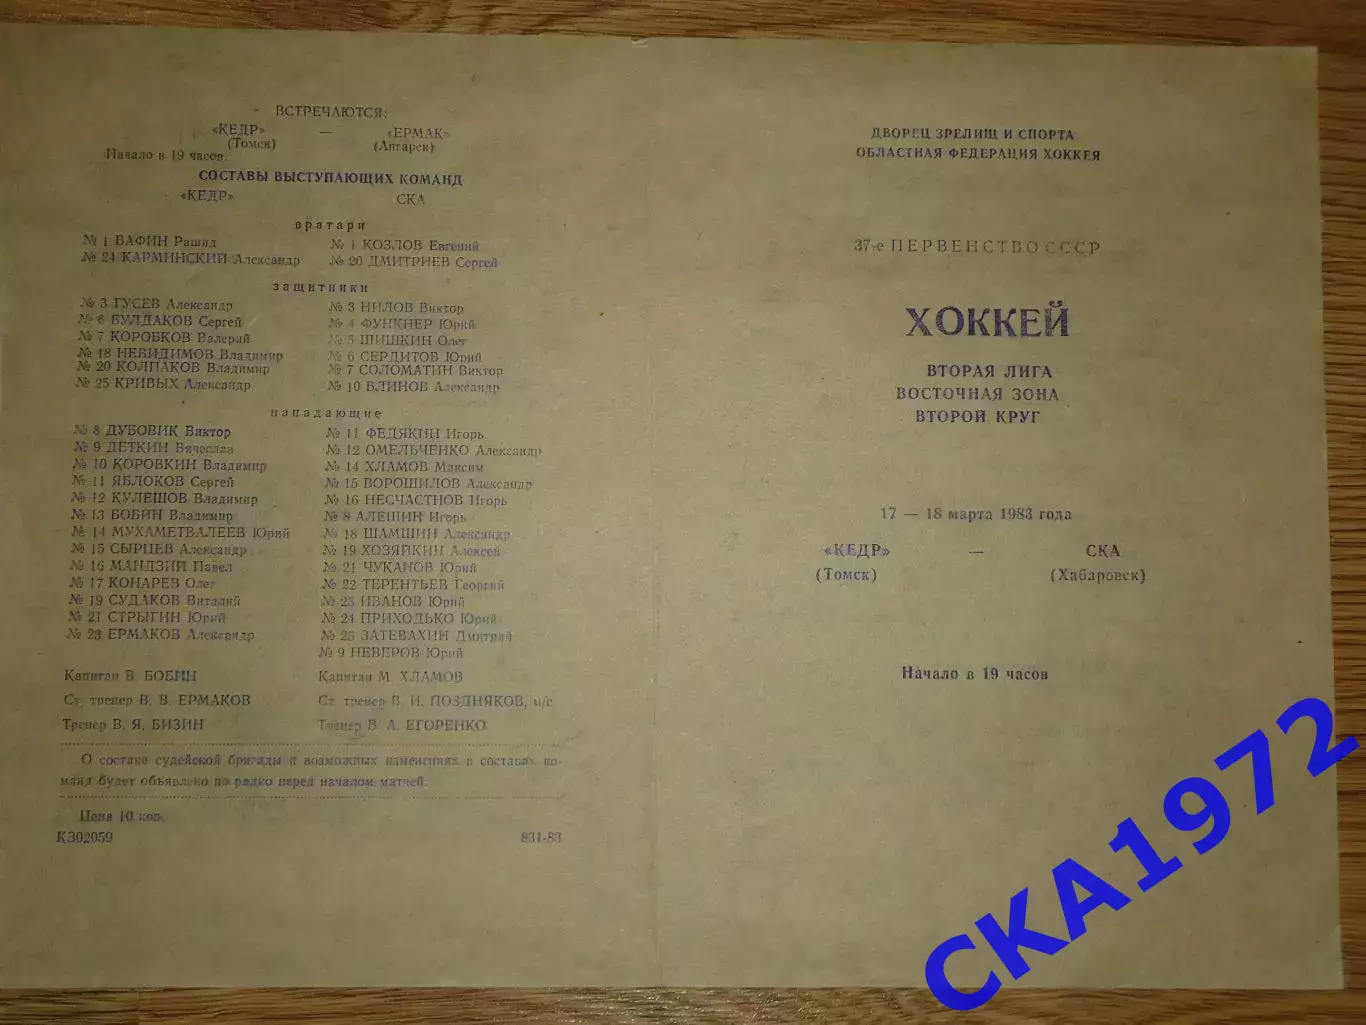 ВСТРЕЧАЮТСЯ:
«КЕДР» — «ЕРМАК»
(Томск) (Ангарск)
Начало в 19 часов.
СОСТАВЫ ВЫСТУПАЮЩИХ КОМАНД
«КЕДР» СКА
вратари
№ 1 ВАФИН Рашид № 1 КОЗЛОВ Евгений
№ 24 КАРМИНСКИЙ Александр № 20 ДМИТРИЕВ Сергей
защитники
№ 3 ГУСЕВ Александр № 3 НИЛОВ Виктор
№ 6 БУЛДАКОВ Сергей № 4 ФУНКНЕР Юрий
№ 7 КОРОБКОВ Валерий № 5 ШИШКИН Олег
№ 18 НЕВИДИМОВ Владимир № 6 СЕРДИТОВ Юрий
№ 20 КОЛПАКОВ Владимир № 7 СОЛОМАТИН Виктор
№ 25 КРИВЫХ Александр № 10 БЛИНОВ Александр
нападающие
№ 8 ДУБОВИК Виктор № 11 ФЕДЯКИН Игорь
№ 9 ДЕТКИН Вячеслав № 12 ОМЕЛЬЧЕНКО Александр
№ 10 КОРОВКИН Владимир № 14 ХЛАМОВ Максим
№ 11 ЯБЛОКОВ Сергей № 15 ВОРОШИЛОВ Александр
№ 12 КУЛЕШОВ Владимир № 16 НЕСЧАСТНОВ Игорь
№ 13 БОБИН Владимир № 8 АЛЕШИН Игорь
№ 14 МУХАМЕТВАЛЕЕВ Юрий № 18 ШАМШИН Александр
№ 15 СЫРЦЕВ Александр № 19 ХОЗЯЙКИН Алексей
№ 16 МАНДЗИЙ Павел № 21 ЧУКАНОВ Юрий
№ 17 КОНАРЕВ Олег № 22 ТЕРЕНТЬЕВ Георгий
№ 19 СУДАКОВ Виталий № 23 ИВАНОВ Юрий
№ 21 СТРЫГИН Юрий № 24 ПРИХОДЬКО Юрий
№ 23 ЕРМАКОВ Александр № 25 ЗАТЕВАХИН Дмитрий
№ 9 НЕВЕРОВ Юрий
Капитан В. БОБИН Капитан М. ХЛАМОВ
Ст. тренер В. В. ЕРМАКОВ Ст. тренер В. И. ПОЗДНЯКОВ, м/с
Тренер В. Я. БИЗИН Тренер В. А. ЕГОРЕНКО
О составе судейской бригады и возможных изменениях в составах ко-
манд будет объявлено по радио перед началом матчей.
Цена 10 коп.
К302059 831-83
ДВОРЕЦ ЗРЕЛИЩ И СПОРТА
ОБЛАСТНАЯ ФЕДЕРАЦИЯ ХОККЕЯ
37-е ПЕРВЕНСТВО СССР
ХОККЕЙ
ВТОРАЯ ЛИГА
ВОСТОЧНАЯ ЗОНА
ВТОРОЙ КРУГ
17 — 18 марта 1983 года
«КЕДР» — СКА
(Томск) (Хабаровск)
Начало в 19 часов
СКА1972